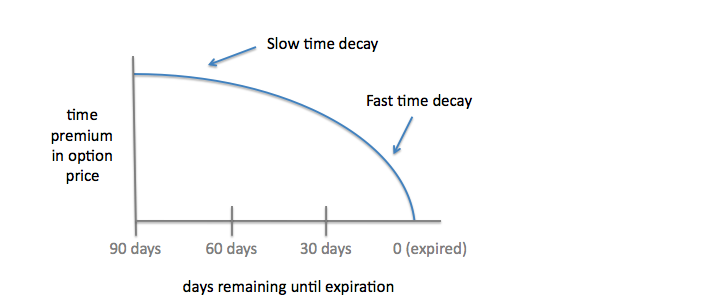 Slow time decay
Fast time decay
time
premium
in option
price
90 days
60 days
30 days
0 (expired)
days remaining until expiration